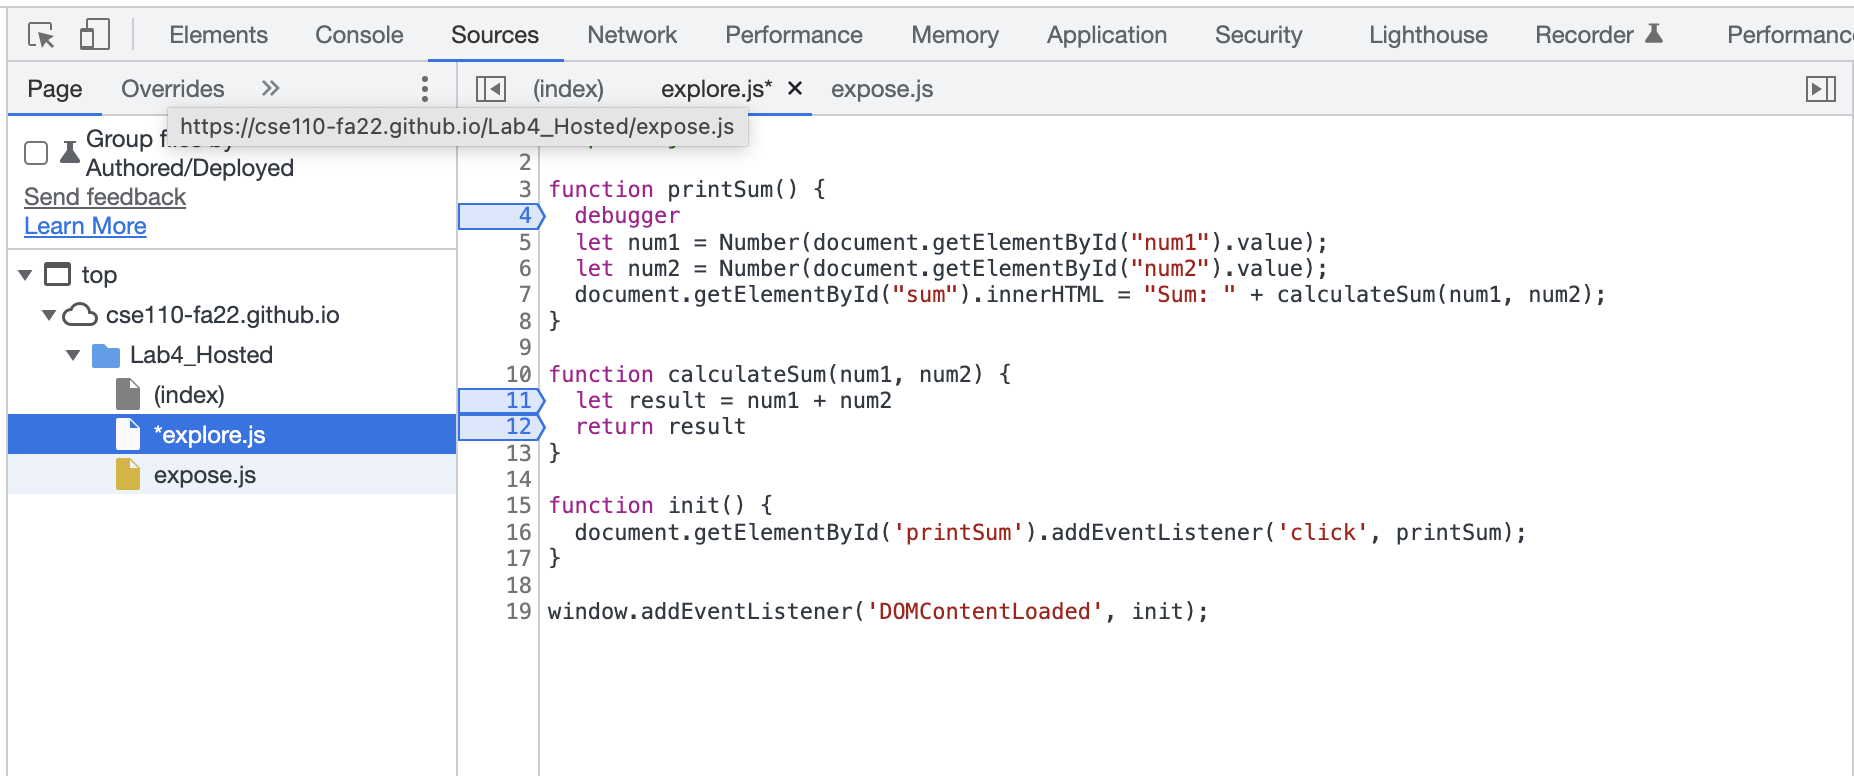 Elements Console Sources Network Performance Memory Application Security Lighthouse Recorder Performanc
Page Overrides (index) explore.js* × expose.js
https://cse110-fa22.github.io/Lab4_Hosted/expose.js
Group files by
Authored/Deployed
Send feedback
Learn More
top
cse110-fa22.github.io
Lab4_Hosted
(index)
*explore.js
expose.js
2
3 function printSum() {
4 debugger
5 let num1 = Number(document.getElementById("num1").value);
6 let num2 = Number(document.getElementById("num2").value);
7 document.getElementById("sum").innerHTML = "Sum: " + calculateSum(num1, num2);
8 }
9
10 function calculateSum(num1, num2) {
11 let result = num1 + num2
12 return result
13 }
14
15 function init() {
16 document.getElementById('printSum').addEventListener('click', printSum);
17 }
18
19 window.addEventListener('DOMContentLoaded', init);